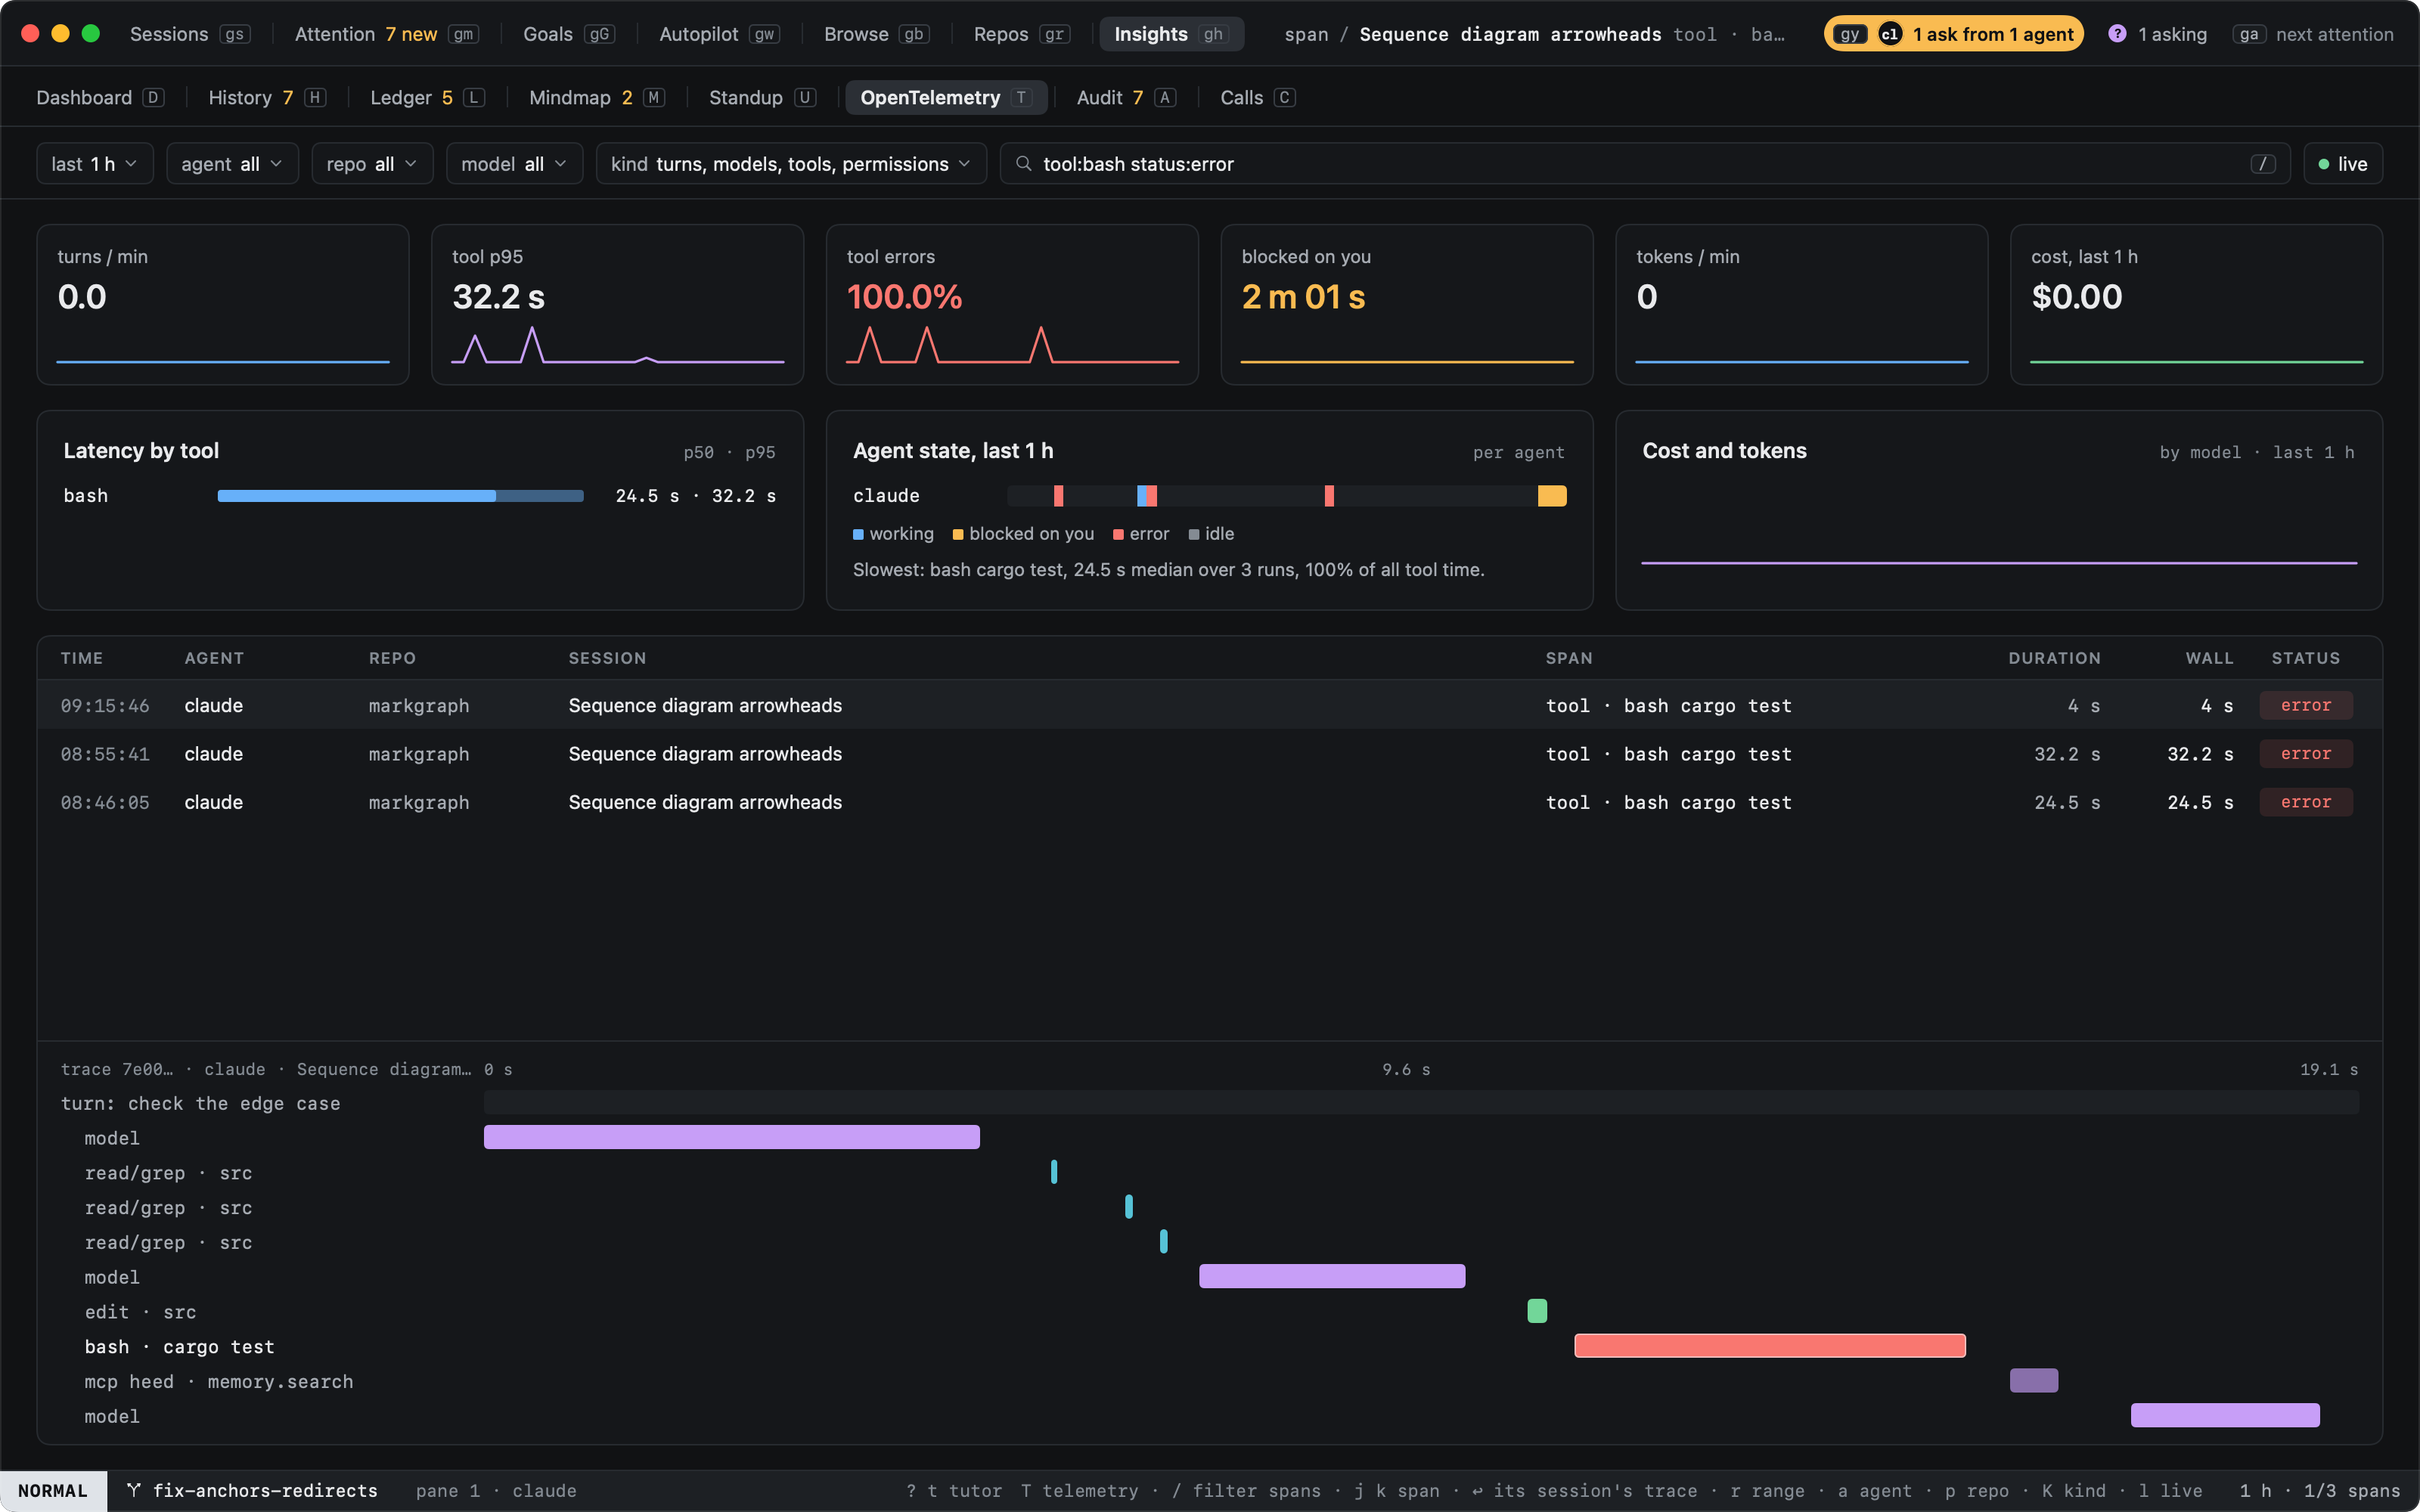 Sessions gs Attention 7 new gm Goals gG Autopilot gw Browse gb Repos gr Insights gh span / Sequence diagram arrowheads tool · ba… gy cl 1 ask from 1 agent ? 1 asking ga next attention
Dashboard D History 7 H Ledger 5 L Mindmap 2 M Standup U OpenTelemetry T Audit 7 A Calls C
last 1 h agent all repo all model all kind turns, models, tools, permissions tool:bash status:error / live
turns / min tool p95 tool errors blocked on you tokens / min cost, last 1 h
0.0 32.2 s 100.0% 2 m 01 s 0 $0.00
Latency by tool p50 · p95
bash 24.5 s · 32.2 s
Agent state, last 1 h per agent
claude
working blocked on you error idle
Slowest: bash cargo test, 24.5 s median over 3 runs, 100% of all tool time.
Cost and tokens by model · last 1 h
TIME AGENT REPO SESSION SPAN DURATION WALL STATUS
09:15:46 claude markgraph Sequence diagram arrowheads tool · bash cargo test 4 s 4 s error
08:55:41 claude markgraph Sequence diagram arrowheads tool · bash cargo test 32.2 s 32.2 s error
08:46:05 claude markgraph Sequence diagram arrowheads tool · bash cargo test 24.5 s 24.5 s error
trace 7e00… · claude · Sequence diagram… 0 s 9.6 s 19.1 s
turn: check the edge case
model
read/grep · src
read/grep · src
read/grep · src
model
edit · src
bash · cargo test
mcp heed · memory.search
model
NORMAL fix-anchors-redirects pane 1 · claude ? t tutor T telemetry · / filter spans · j k span · ↩ its session's trace · r range · a agent · p repo · K kind · l live 1 h · 1/3 spans